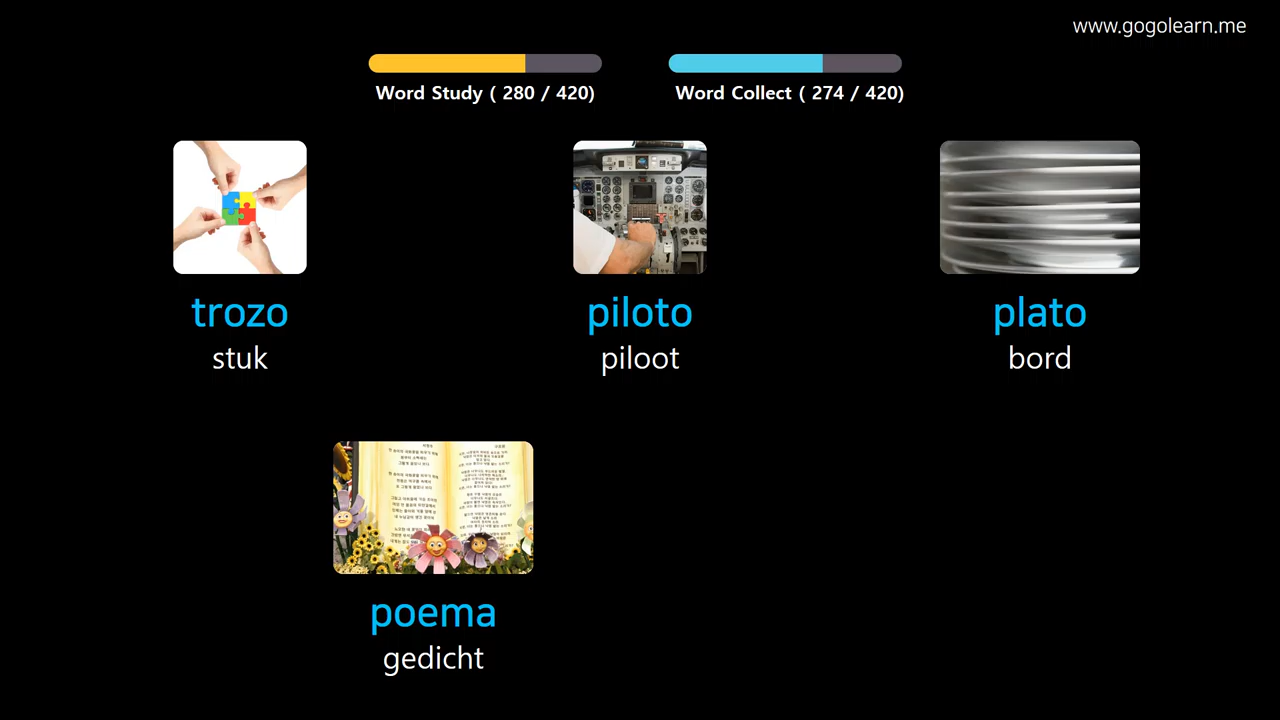 www.gogolearn.me
Word Study ( 280 / 420)
Word Collect ( 274 / 420)
trozo
stuk
piloto
piloot
plato
bord
poema
gedicht